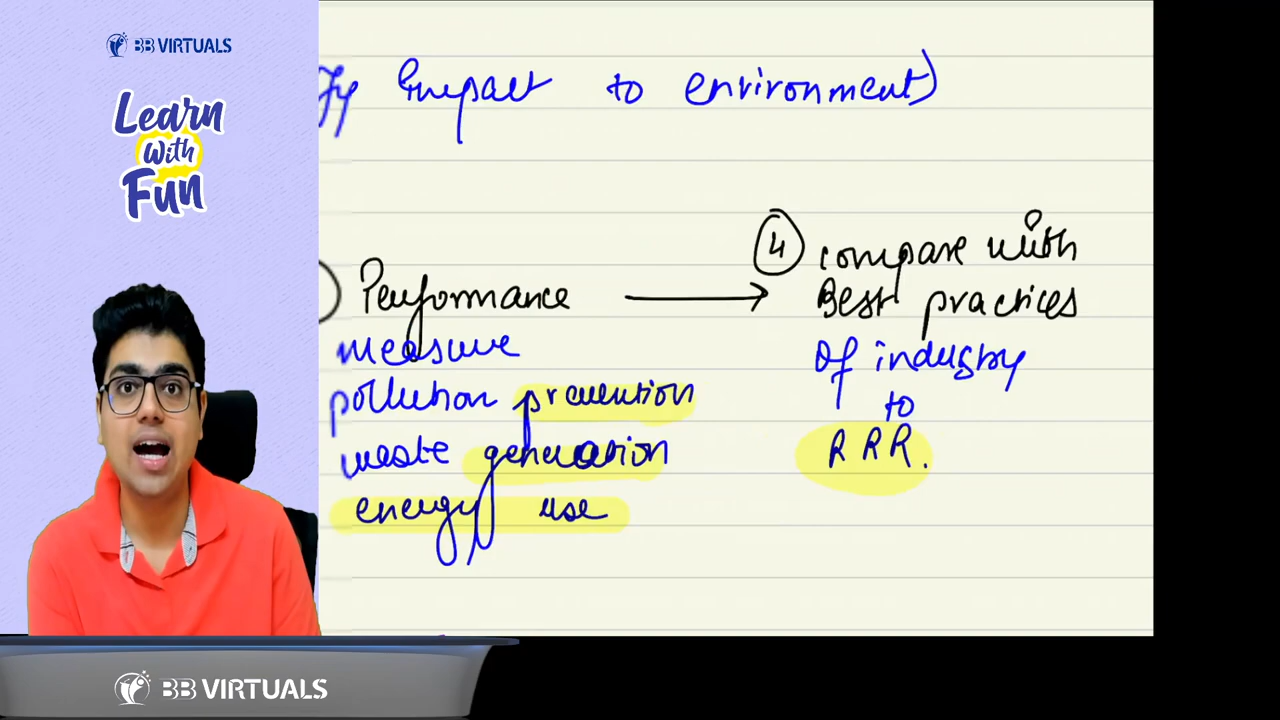 BB VIRTUALS
Learn
With
Fun
fy Impact to environment)
4 compare with
Best practices
Of industry
to
R R R.
Performance
measure
pollution prevention
waste generation
energy use
BB VIRTUALS